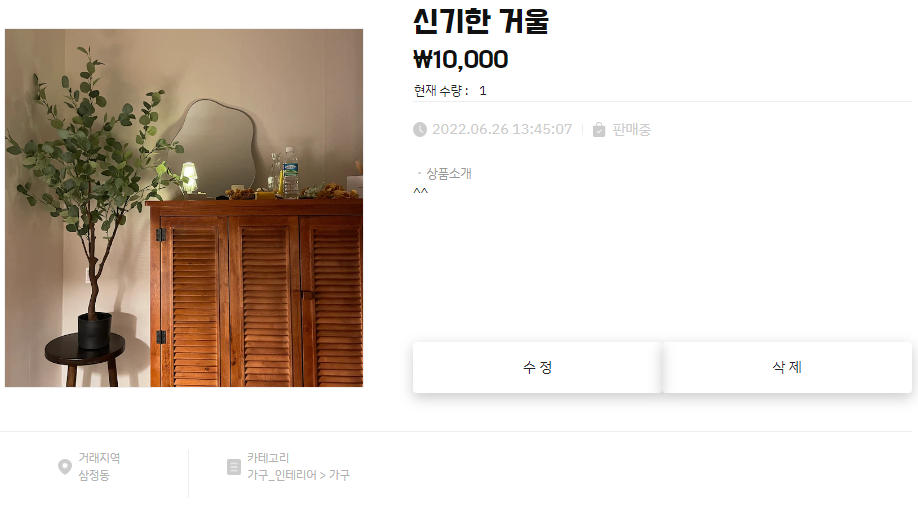 신기한 거울
₩10,000
현재 수량 : 1
2022.06.26 13:45:07 판매중
· 상품소개
^^
수 정 삭 제
거래지역
삼정동
카테고리
가구_인테리어 > 가구